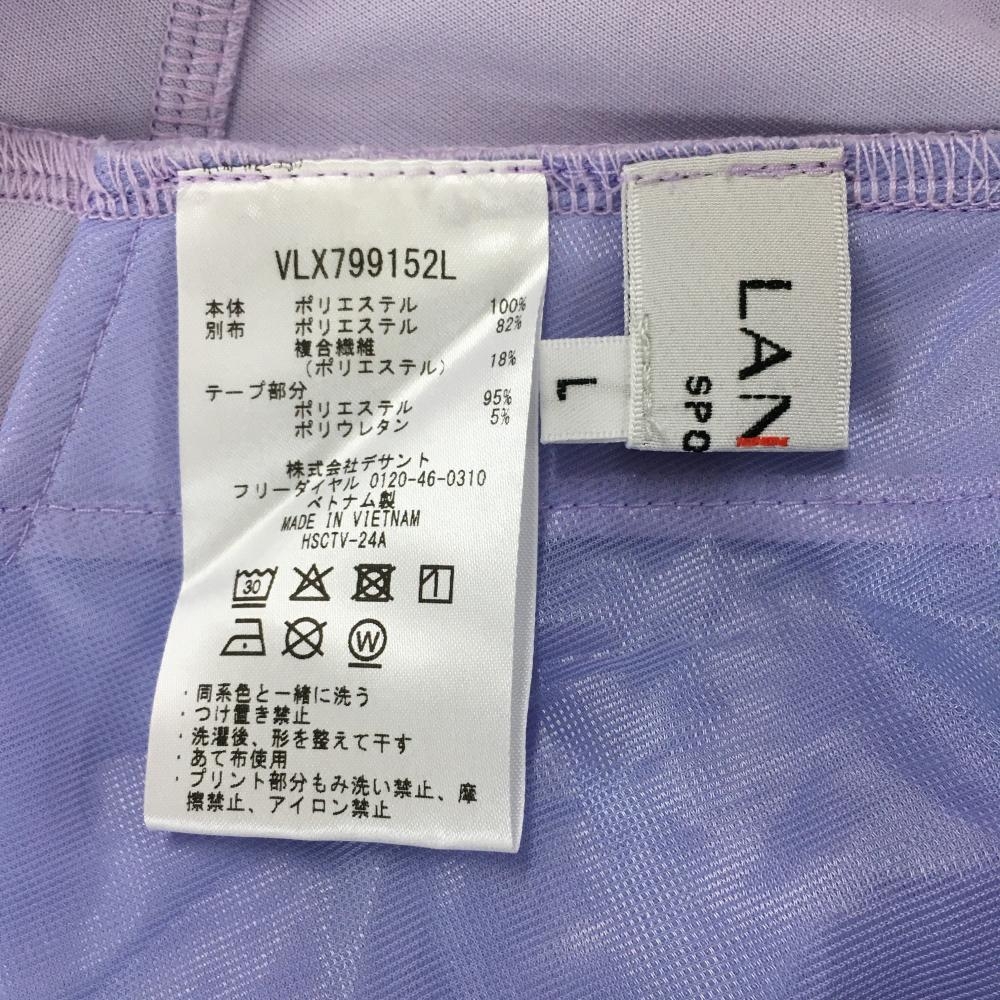 VLX799152L
本体 ポリエステル 100%
別布 ポリエステル 82%
複合繊維
(ポリエステル) 18%
テープ部分
ポリエステル 95%
ポリウレタン 5%
株式会社デサント
フリーダイヤル 0120-46-0310
ベトナム製
MADE IN VIETNAM
HSCTV-24A
30
W
・同系色と一緒に洗う
・つけ置き禁止
・洗濯後、形を整えて干す
・あて布使用
・プリント部分もみ洗い禁止、摩
擦禁止、アイロン禁止
L
LAN
SPO